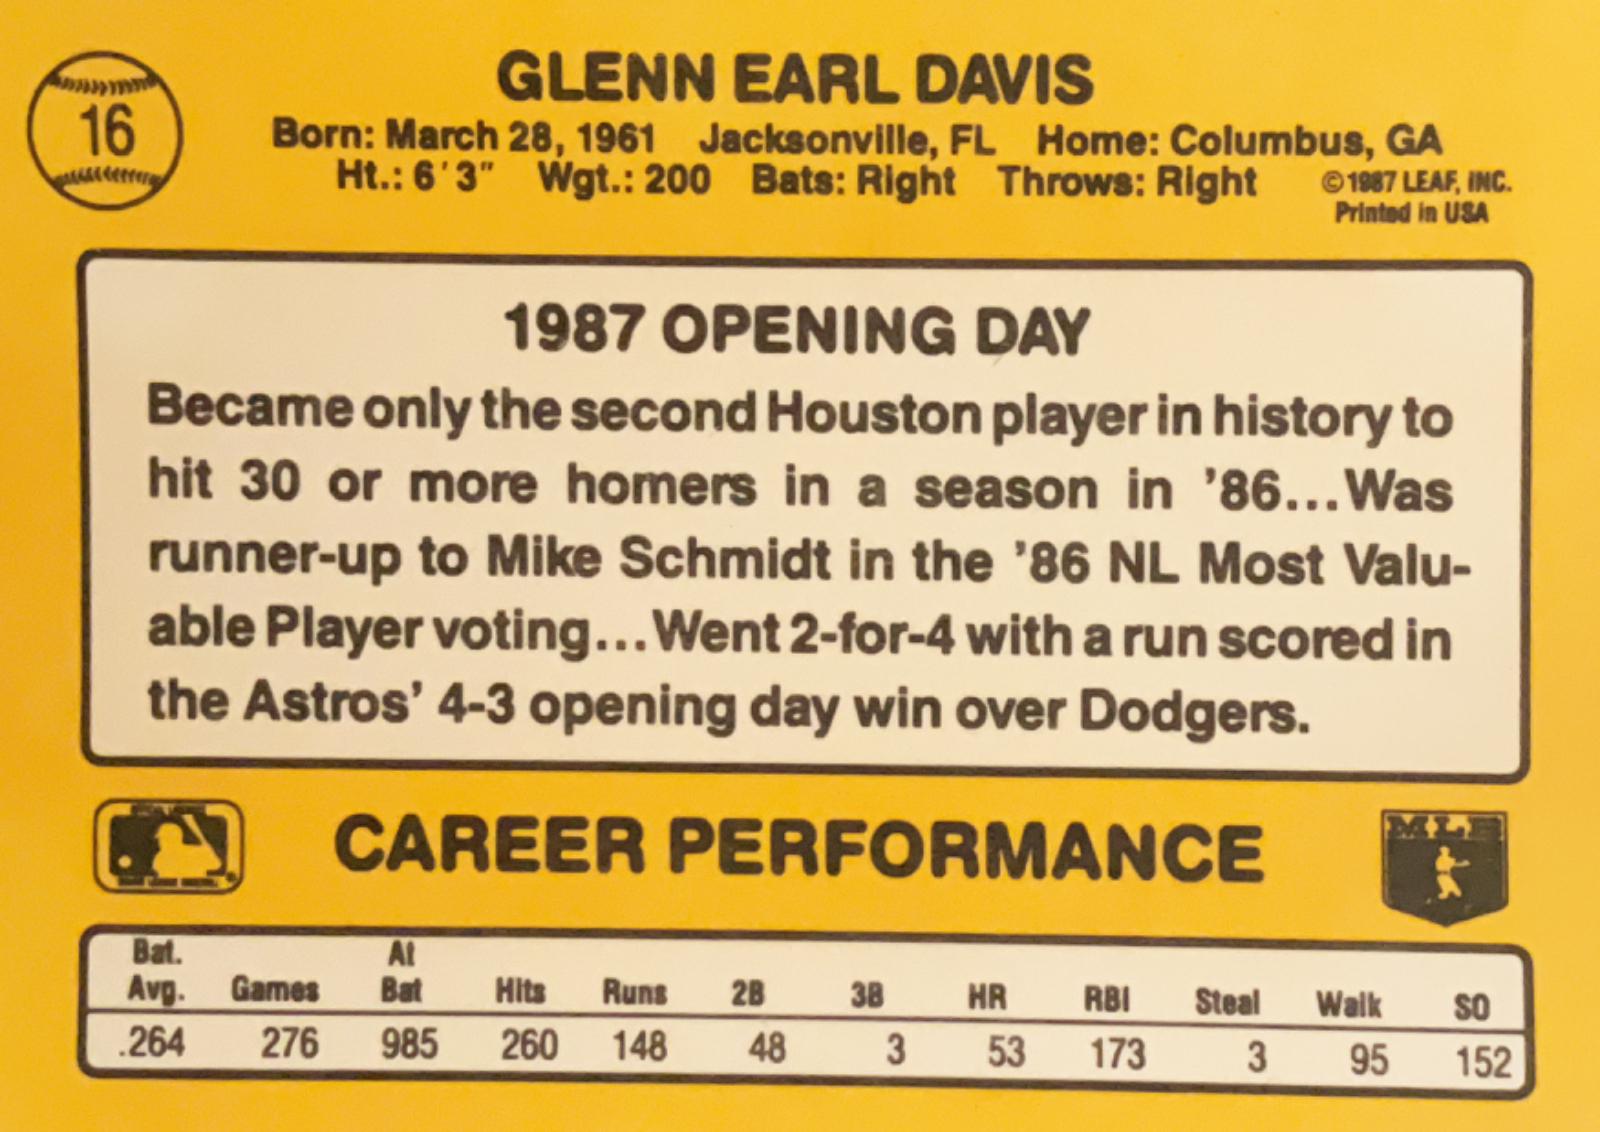 16
GLENN EARL DAVIS
Born: March 28, 1961 Jacksonville, FL Home: Columbus, GA
Ht.: 6'3" Wgt.: 200 Bats: Right Throws: Right ©1987 LEAF, INC.
Printed in USA
1987 OPENING DAY
Became only the second Houston player in history to
hit 30 or more homers in a season in '86...Was
runner-up to Mike Schmidt in the '86 NL Most Valu-
able Player voting...Went 2-for-4 with a run scored in
the Astros' 4-3 opening day win over Dodgers.
CAREER PERFORMANCE
Bat. At
Avg. Games Bat Hits Runs 2B 3B HR RBI Steal Walk SO
.264 276 985 260 148 48 3 53 173 3 95 152